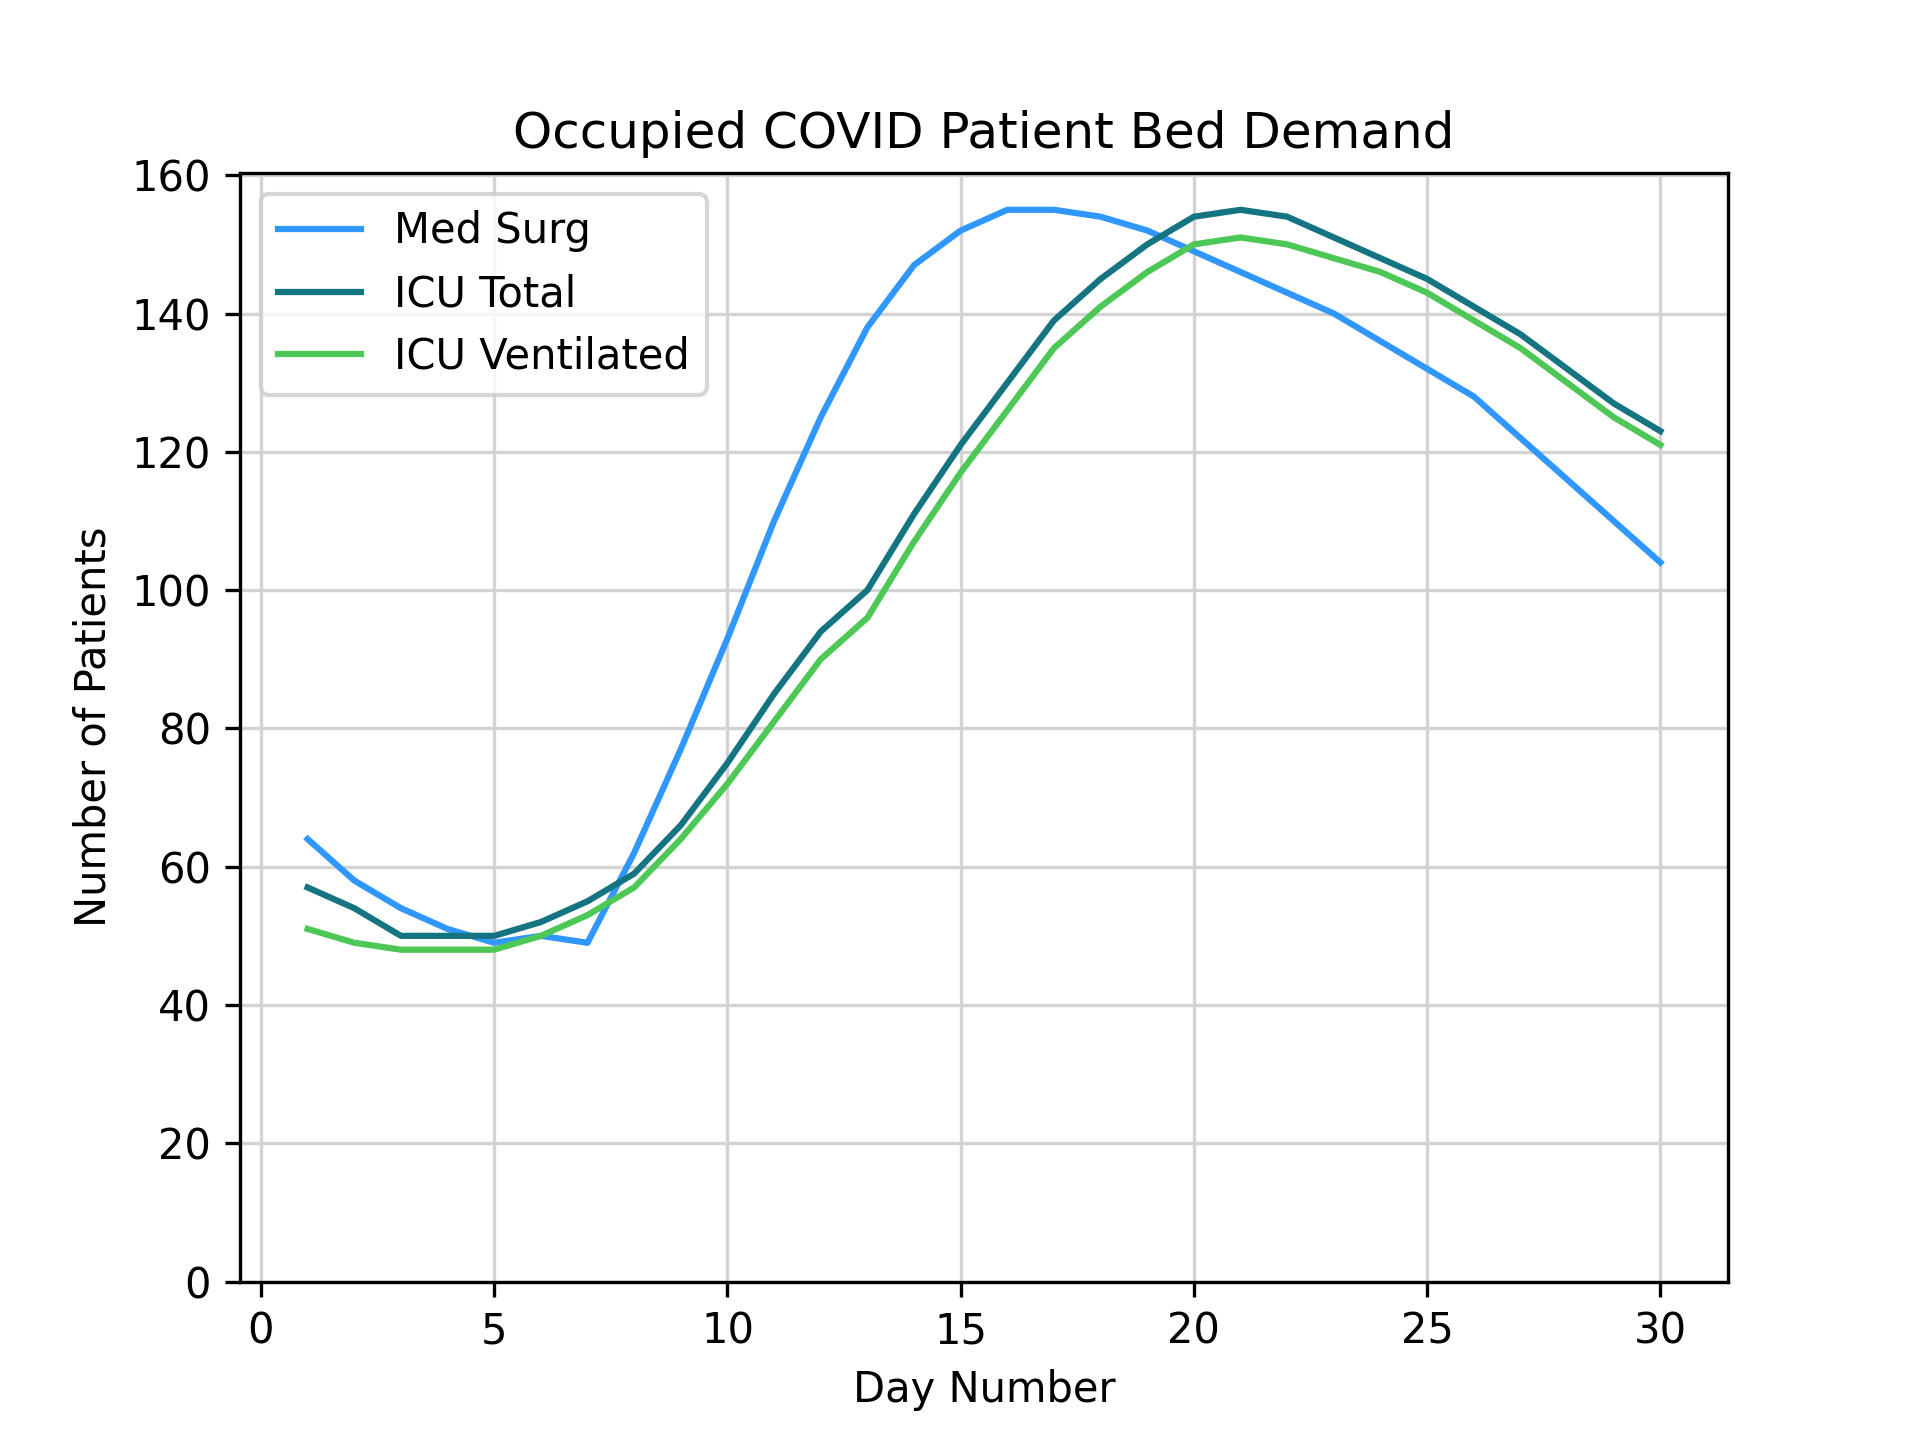 Occupied COVID Patient Bed Demand
Med Surg
ICU Total
ICU Ventilated
Number of Patients
160
140
120
100
80
60
40
20
0
0 5 10 15 20 25 30
Day Number